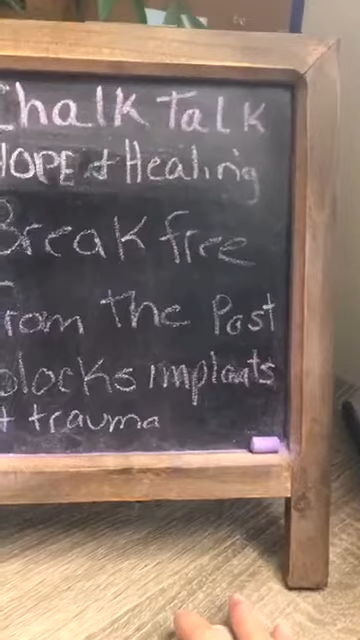 Chalk Talk
HOPE + Healing
Break free
From The Past
blocks implants
+ trauma